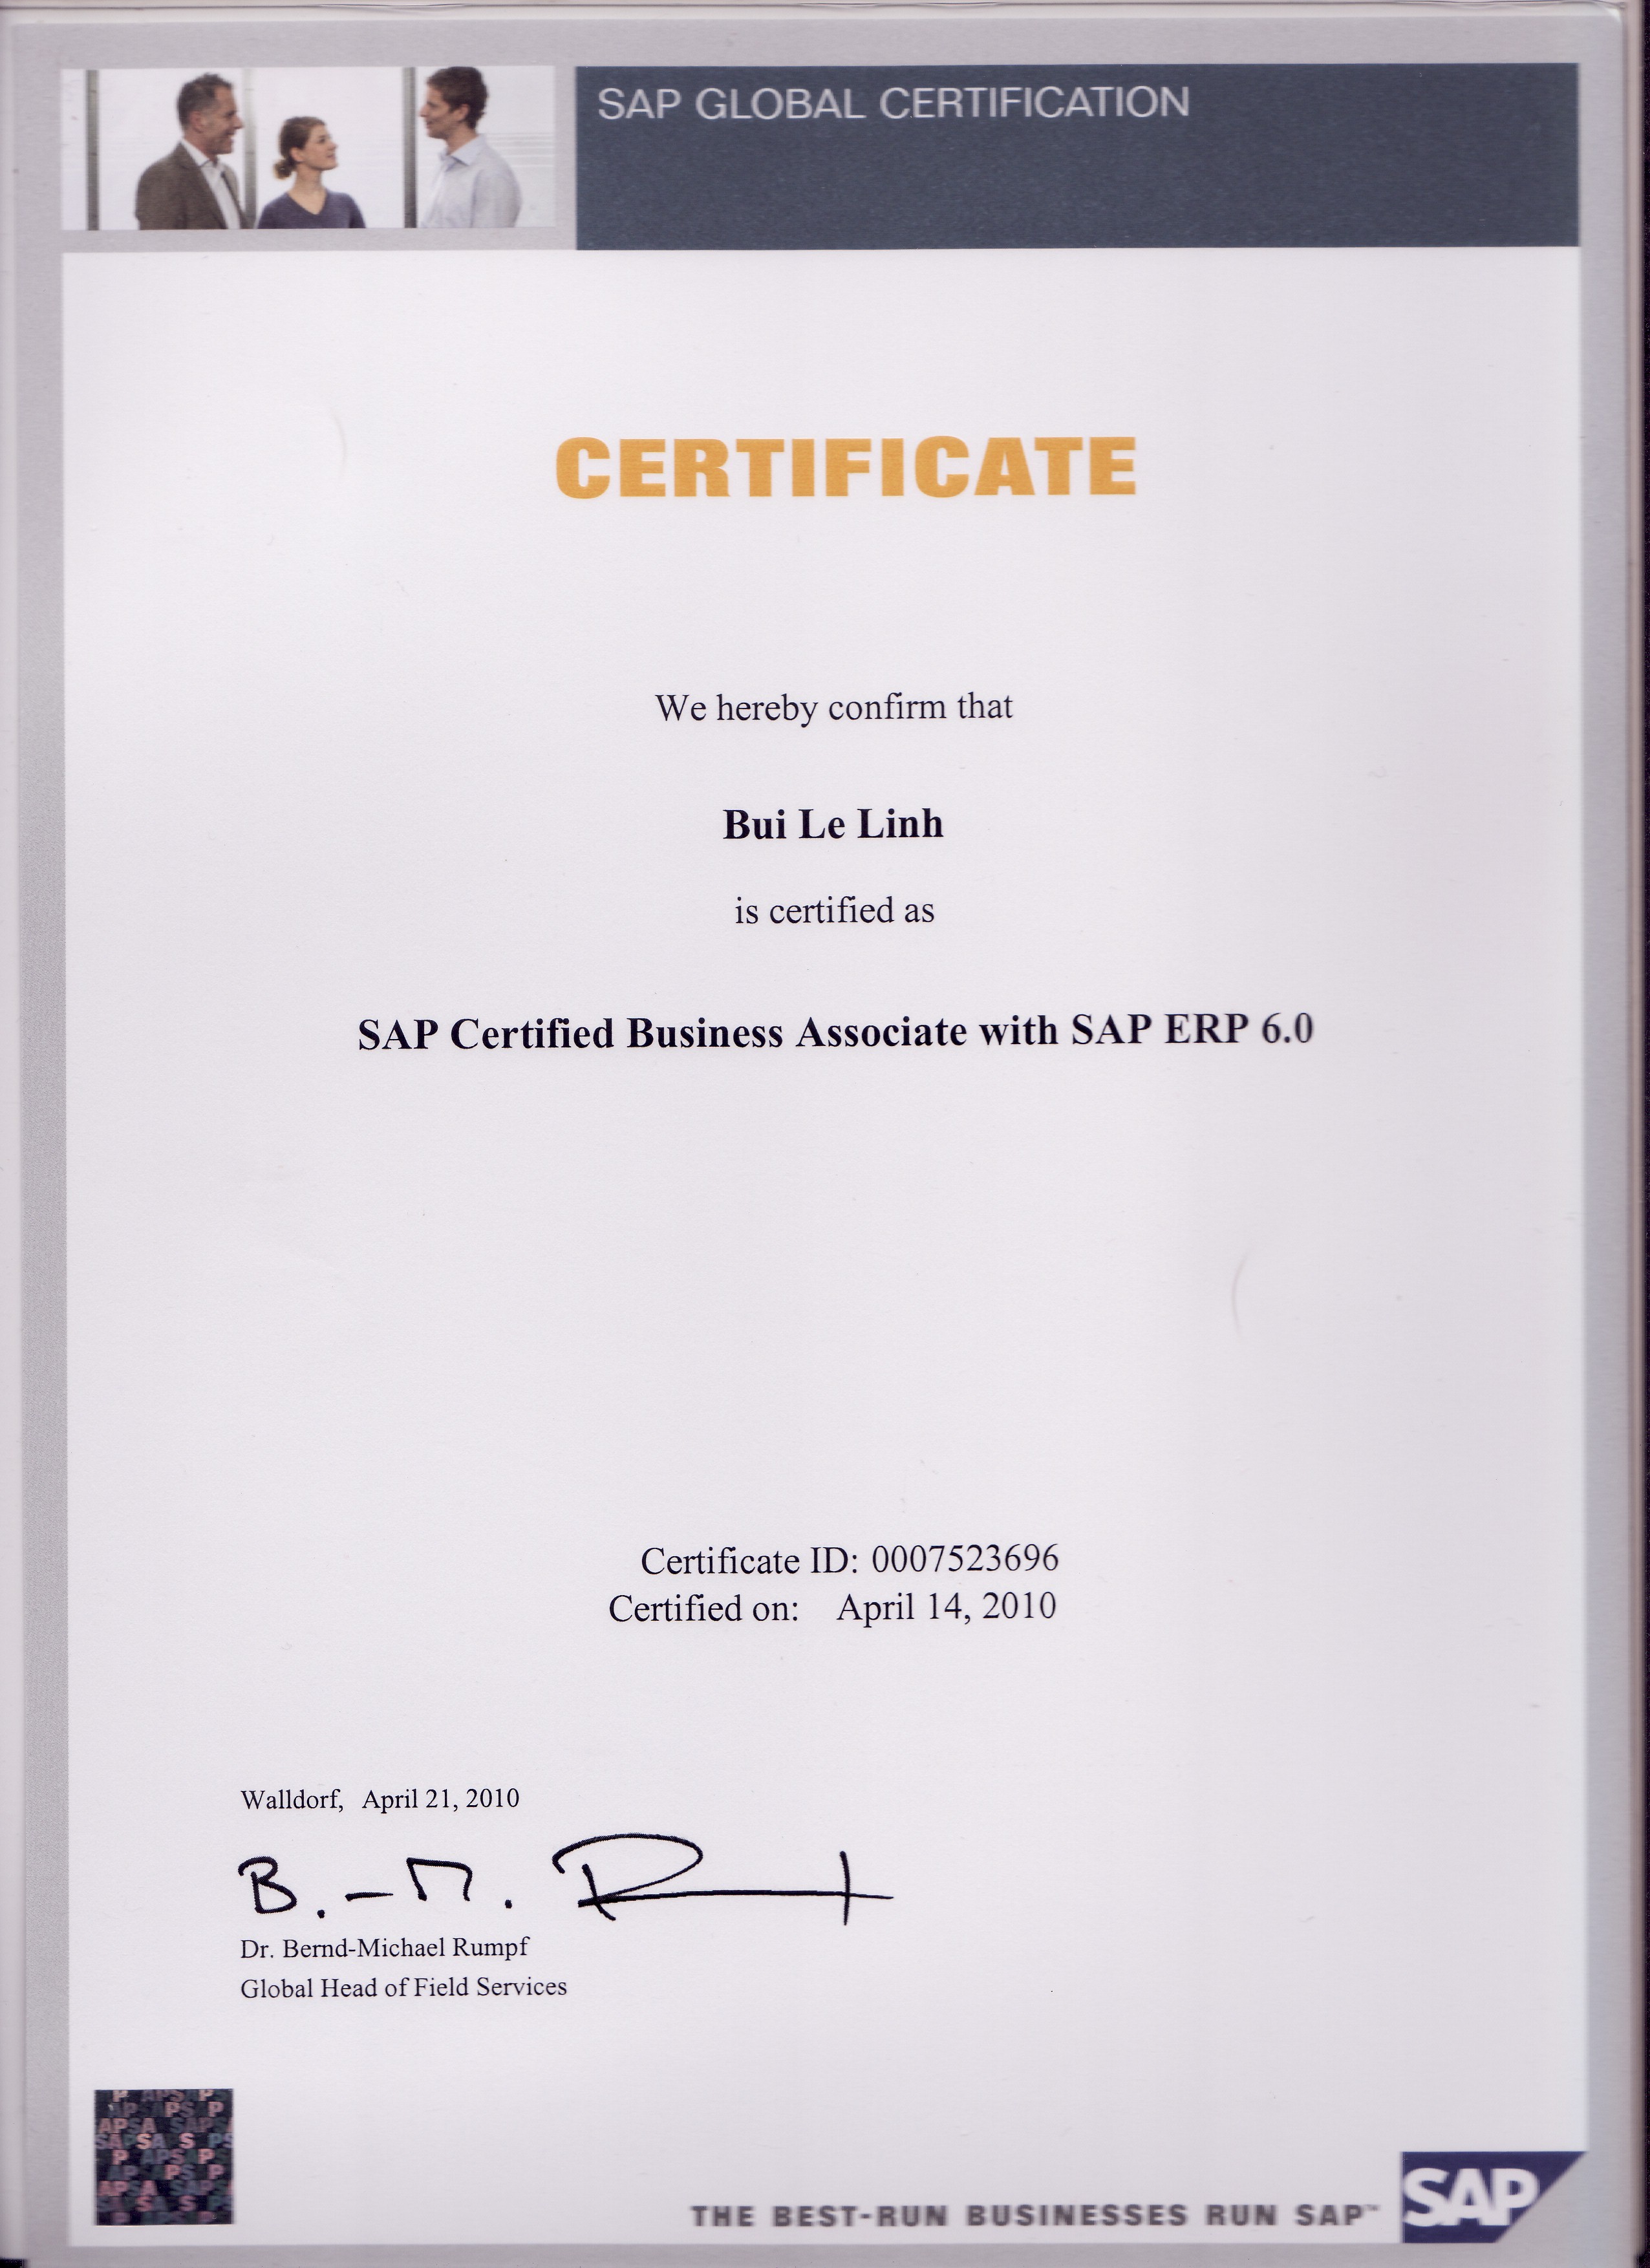 SAP GLOBAL CERTIFICATION
CERTIFICATE
We hereby confirm that
Bui Le Linh
is certified as
SAP Certified Business Associate with SAP ERP 6.0
Certificate ID: 0007523696
Certified on: April 14, 2010
Walldorf, April 21, 2010
B.-M. R
Dr. Bernd-Michael Rumpf
Global Head of Field Services
THE BEST-RUN BUSINESSES RUN SAP™
SAP